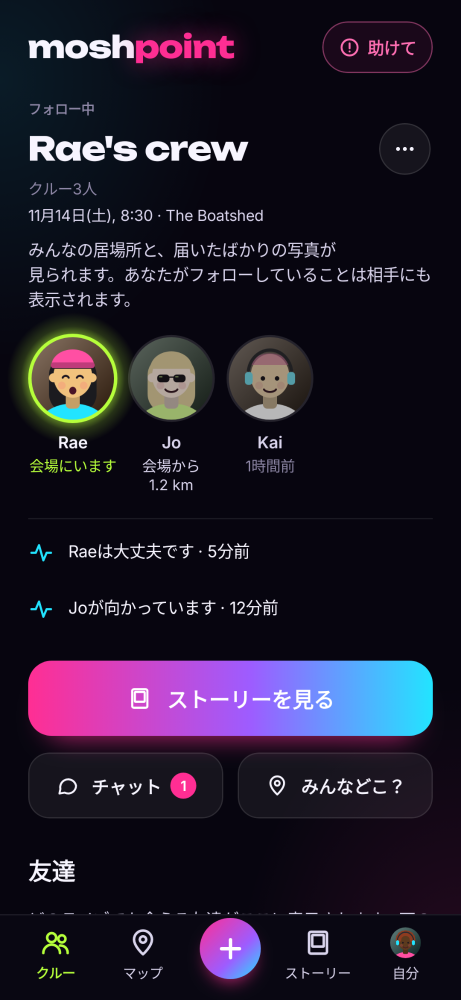 moshpoint
助けて
フォロー中
Rae's crew
クルー3人
11月14日(土), 8:30 · The Boatshed
みんなの居場所と、届いたばかりの写真が
見られます。あなたがフォローしていることは相手にも
表示されます。
Rae
会場にいます
Jo
会場から
1.2 km
Kai
1時間前
Raeは大丈夫です · 5分前
Joが向かっています · 12分前
ストーリーを見る
チャット 1
みんなどこ？
友達
クルー
マップ
ストーリー
自分